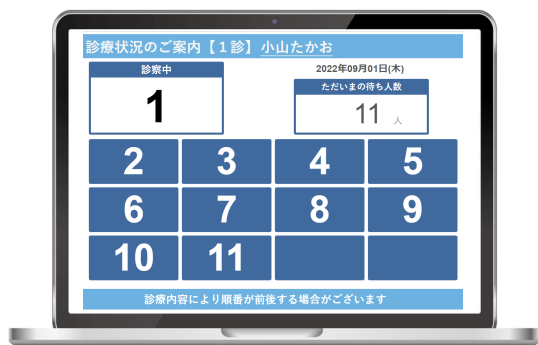 診療状況のご案内【１診】小山たかお
診察中
1
2022年09月01日(木)
ただいまの待ち人数
11 人
2 3 4 5
6 7 8 9
10 11
診療内容により順番が前後する場合がございます